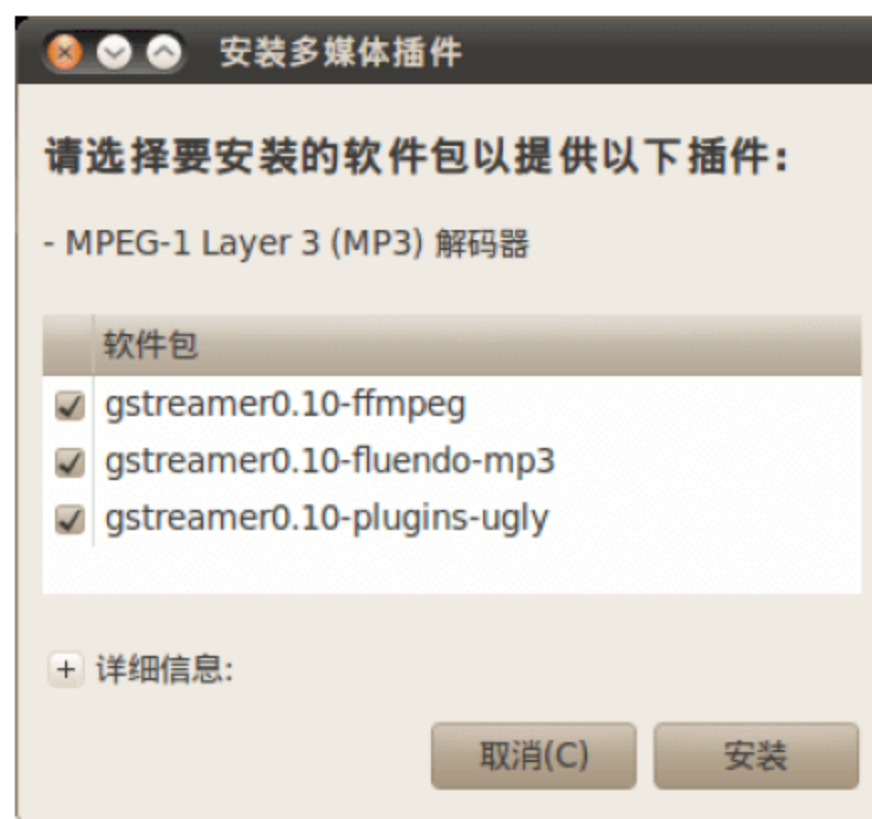 安装多媒体插件
请选择要安装的软件包以提供以下插件:
- MPEG-1 Layer 3 (MP3) 解码器
软件包
gstreamer0.10-ffmpeg
gstreamer0.10-fluendo-mp3
gstreamer0.10-plugins-ugly
+ 详细信息:
取消(C) 安装